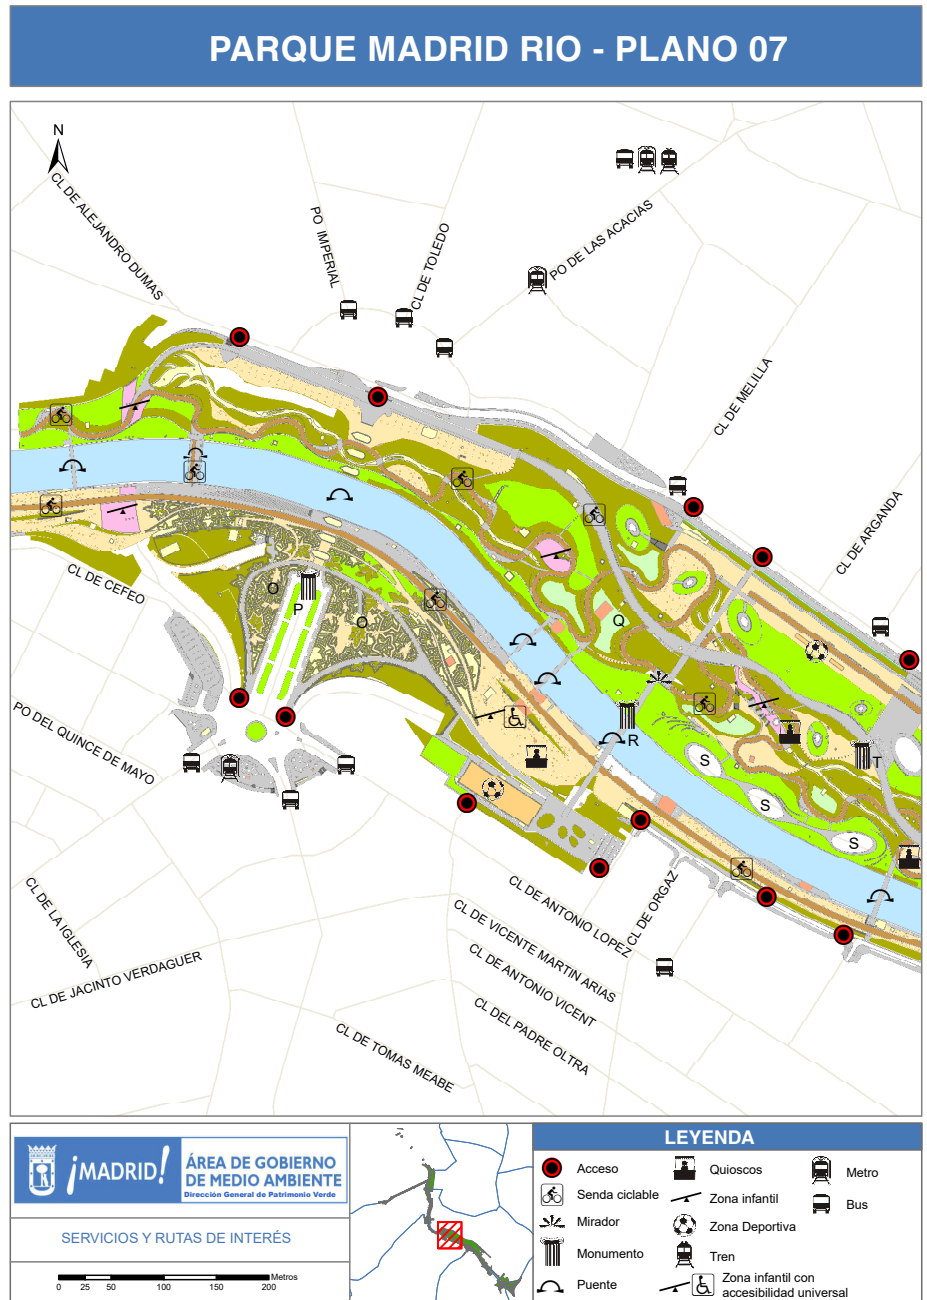 PARQUE MADRID RIO - PLANO 07
N
CL DE ALEJANDRO DUMAS
PO IMPERIAL
CL DE TOLEDO
PO DE LAS ACACIAS
CL DE MELILLA
CL DE ARGANDA
CL DE CEFEO
O
P
O
Q
R
S
S
S
T
PO DEL QUINCE DE MAYO
CL DE LA IGLESIA
CL DE JACINTO VERDAGUER
CL DE ANTONIO LOPEZ
CL DE ORGAZ
CL DE VICENTE MARTIN ARIAS
CL DE ANTONIO VICENT
CL DEL PADRE OLTRA
CL DE TOMAS MEABE
¡MADRID!
ÁREA DE GOBIERNO
DE MEDIO AMBIENTE
Dirección General de Patrimonio Verde
SERVICIOS Y RUTAS DE INTERÉS
Metros
0 25 50 100 150 200
LEYENDA
Acceso
Senda ciclable
Mirador
Monumento
Puente
Quioscos
Zona infantil
Zona Deportiva
Tren
Zona infantil con
accesibilidad universal
Metro
Bus